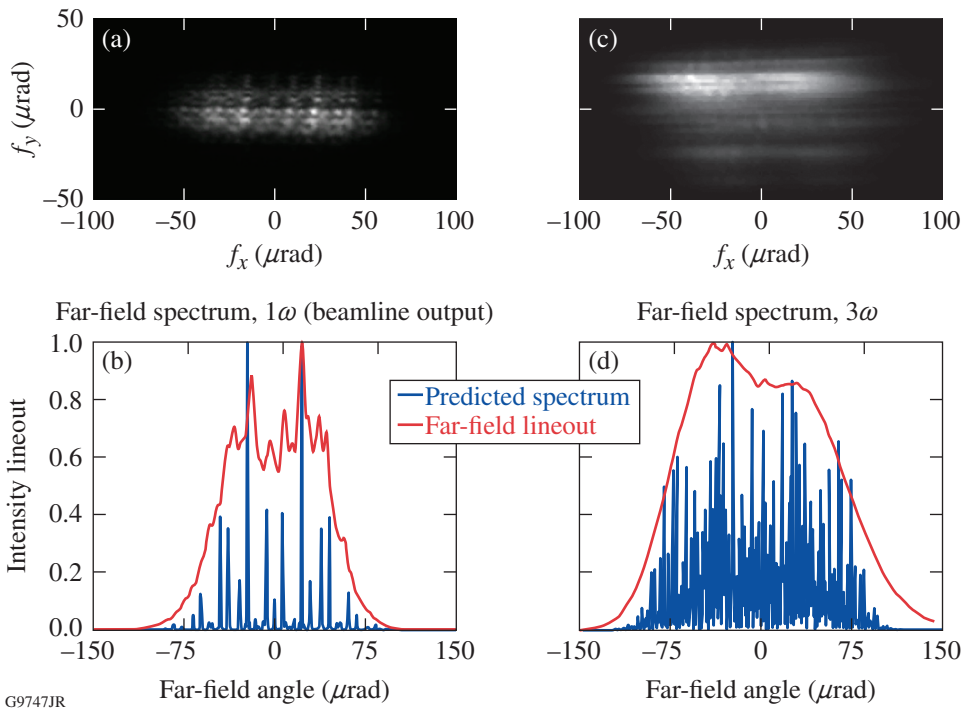 50
0
–50
f_y (μrad)
(a)
–100 –50 0 50 100
f_x (μrad)
(c)
–100 –50 0 50 100
f_x (μrad)
Far-field spectrum, 1ω (beamline output)
1.0
0.8
0.6
0.4
0.2
0.0
Intensity lineout
(b)
–150 –75 0 75 150
Far-field angle (μrad)
Predicted spectrum
Far-field lineout
Far-field spectrum, 3ω
(d)
–150 –75 0 75 150
Far-field angle (μrad)
G9747JR